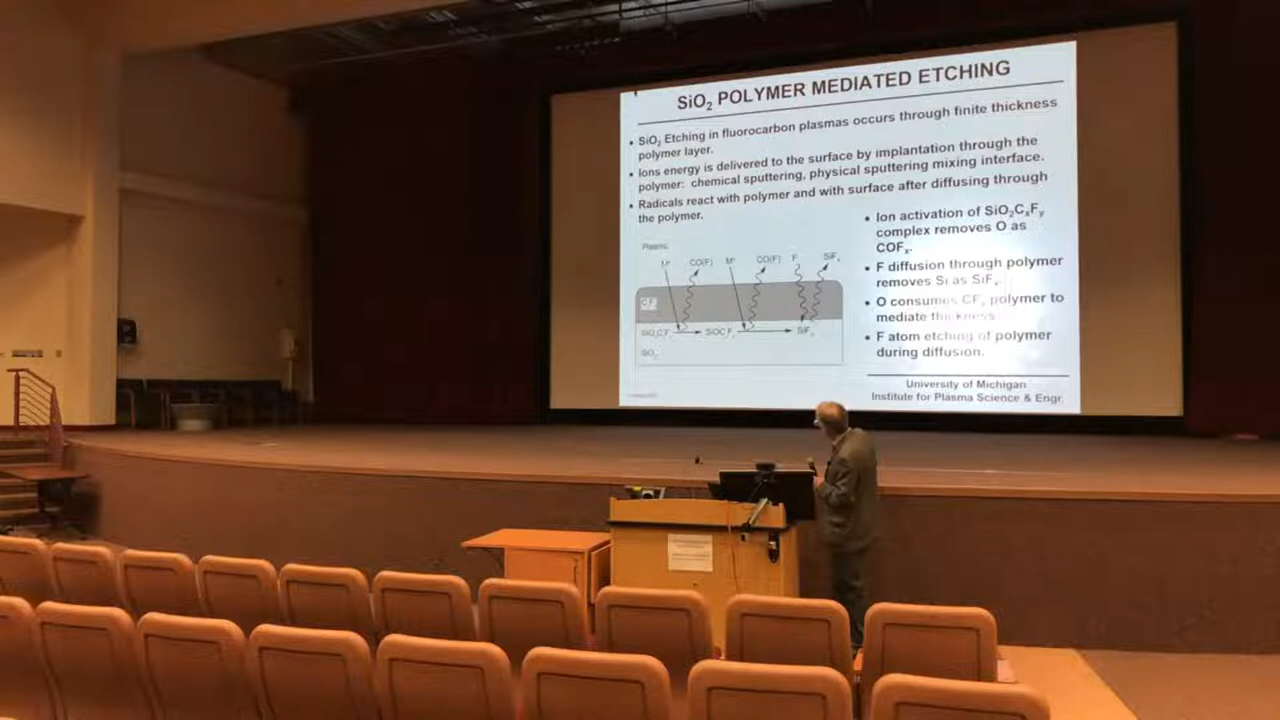 SiO₂ POLYMER MEDIATED ETCHING
• SiO₂ Etching in fluorocarbon plasmas occurs through finite thickness
polymer layer.
• Ions energy is delivered to the surface by implantation through the
polymer: chemical sputtering, physical sputtering mixing interface.
• Radicals react with polymer and with surface after diffusing through
the polymer.
Plasma
M⁺ CO(F) M⁺ CO(F) F SiFₓ
SiO₂
• Ion activation of SiO₂CₓFᵧ
complex removes O as
COFₓ.
• F diffusion through polymer
removes Si as SiFₓ.
• O consumes CFₓ polymer to
mediate thickness
• F atom etching of polymer
during diffusion.
University of Michigan
Institute for Plasma Science & Engr.